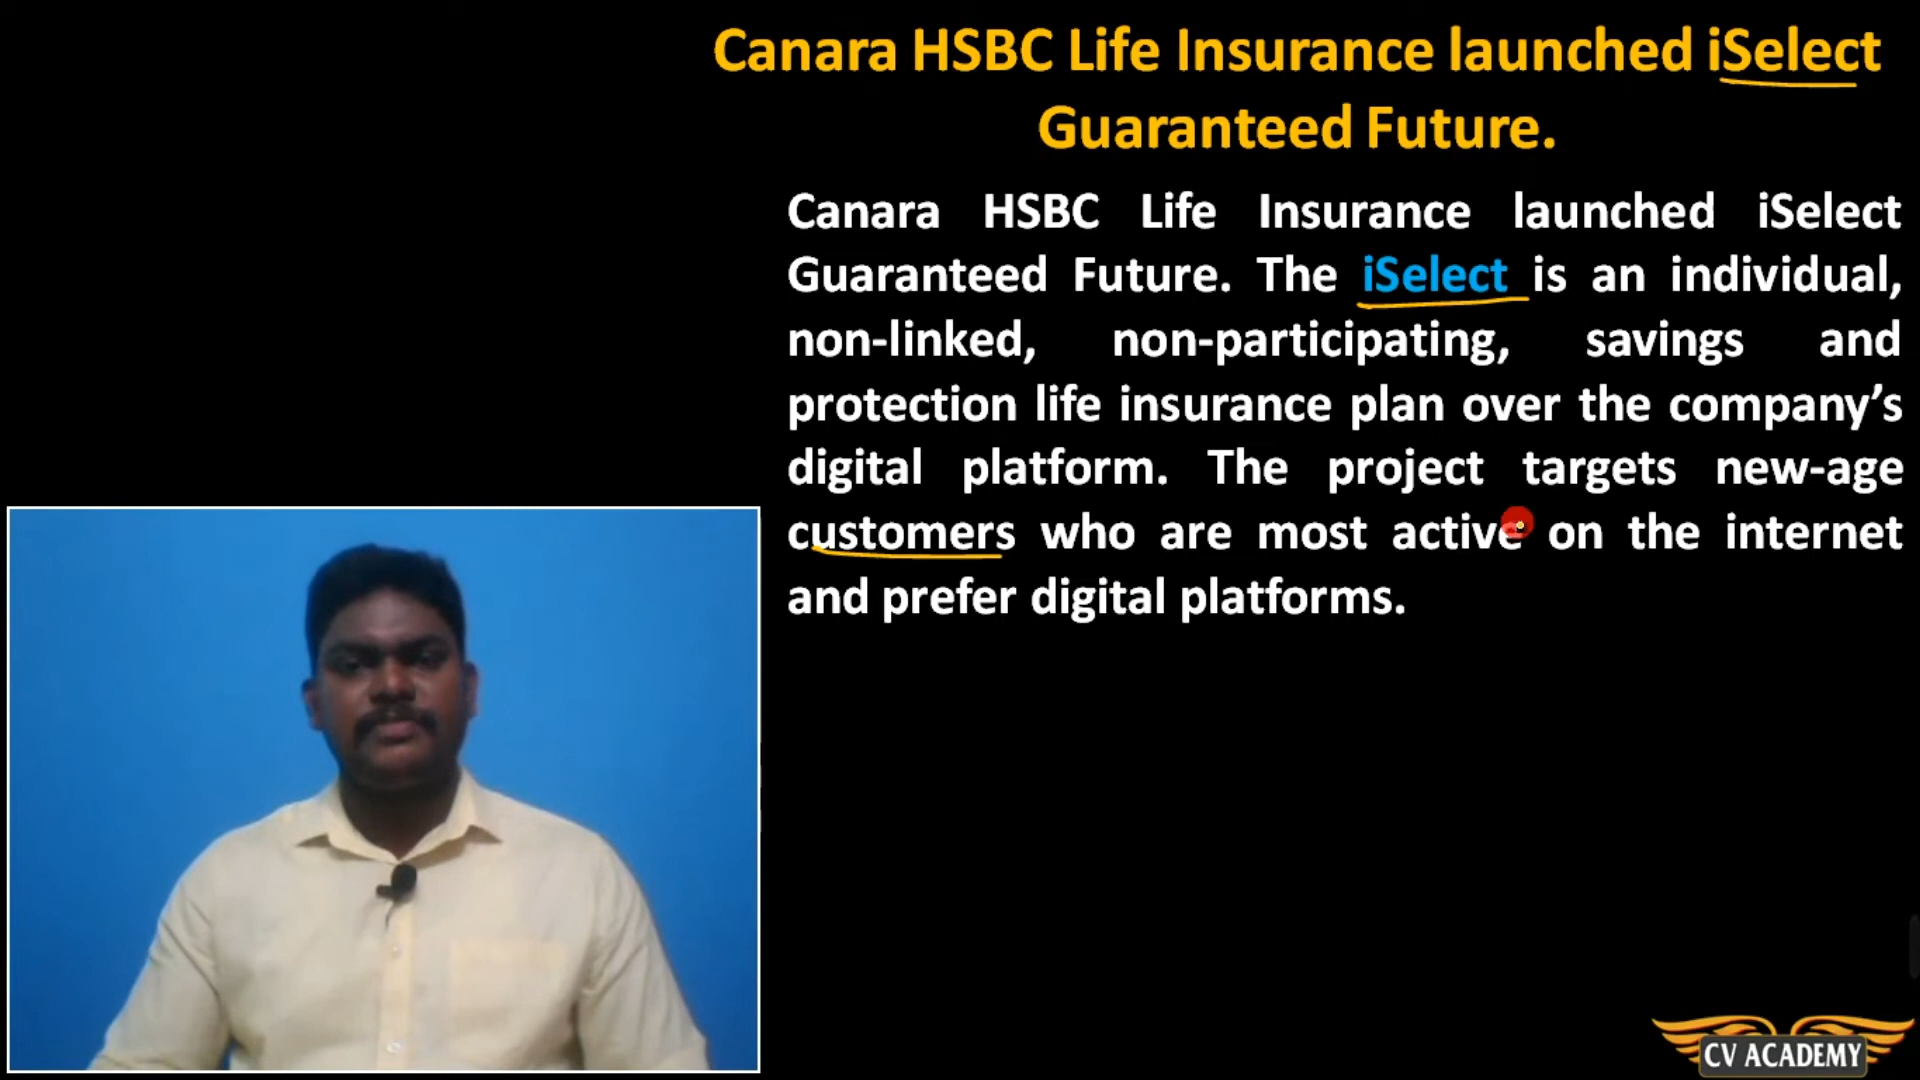 Canara HSBC Life Insurance launched iSelect
Guaranteed Future.
Canara HSBC Life Insurance launched iSelect
Guaranteed Future. The iSelect is an individual,
non-linked, non-participating, savings and
protection life insurance plan over the company’s
digital platform. The project targets new-age
customers who are most active on the internet
and prefer digital platforms.
CV ACADEMY